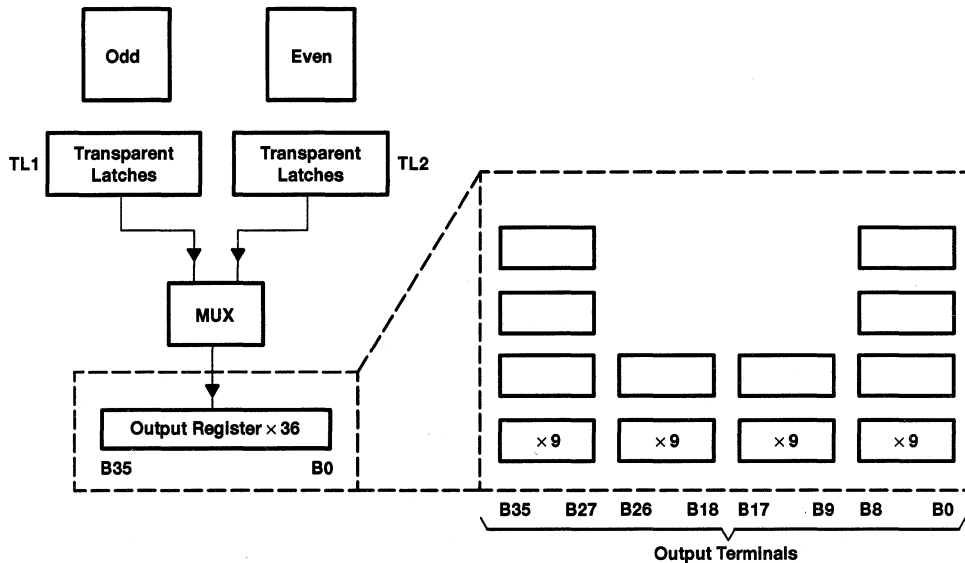 Odd
Even
TL1
Transparent
Latches
Transparent
Latches
TL2
MUX
Output Register × 36
B35 B0
× 9 × 9 × 9 × 9
B35 B27 B26 B18 B17 B9 B8 B0
Output Terminals